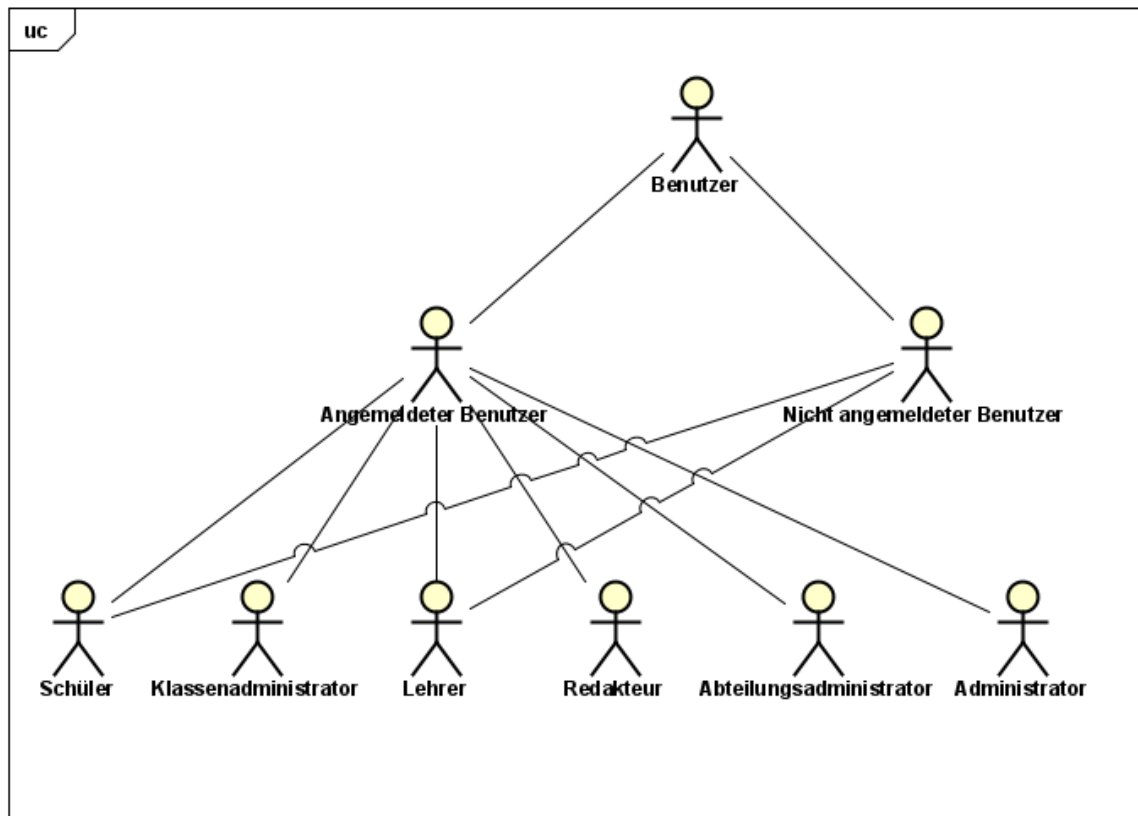 uc
Benutzer
Angemeldeter Benutzer
Nicht angemeldeter Benutzer
Schüler
Klassenadministrator
Lehrer
Redakteur
Abteilungsadministrator
Administrator